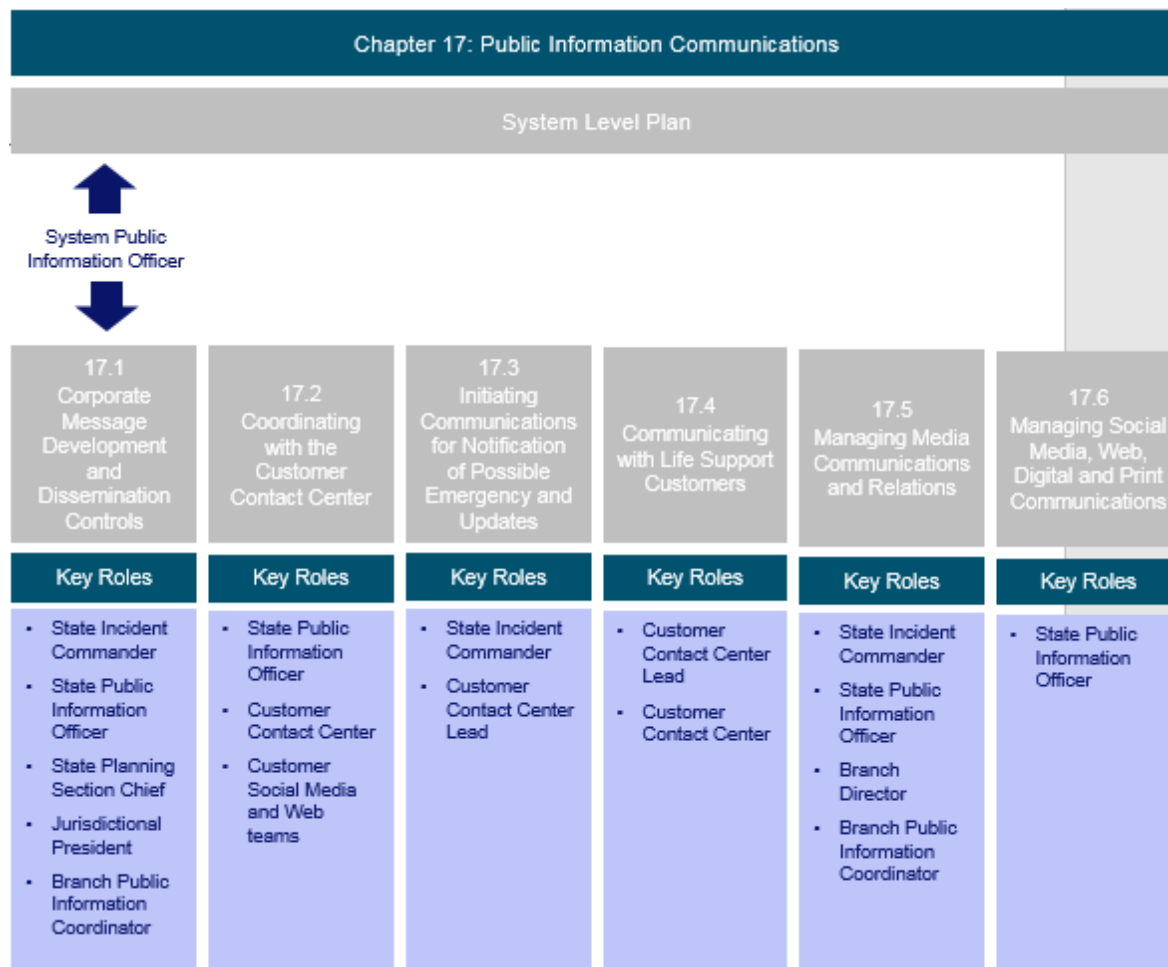 Chapter 17: Public Information Communications
System Level Plan
System Public
Information Officer
17.1
Corporate
Message
Development
and
Dissemination
Controls
17.2
Coordinating
with the
Customer
Contact Center
17.3
Initiating
Communications
for Notification
of Possible
Emergency and
Updates
17.4
Communicating
with Life Support
Customers
17.5
Managing Media
Communications
and Relations
17.6
Managing Social
Media, Web,
Digital and Print
Communications
Key Roles
Key Roles
Key Roles
Key Roles
Key Roles
Key Roles
▪ State Incident
Commander
▪ State Public
Information
Officer
▪ State Planning
Section Chief
▪ Jurisdictional
President
▪ Branch Public
Information
Coordinator
▪ State Public
Information
Officer
▪ Customer
Contact Center
▪ Customer
Social Media
and Web
teams
▪ State Incident
Commander
▪ Customer
Contact Center
Lead
▪ Customer
Contact Center
Lead
▪ Customer
Contact Center
▪ State Incident
Commander
▪ State Public
Information
Officer
▪ Branch
Director
▪ Branch Public
Information
Coordinator
▪ State Public
Information
Officer